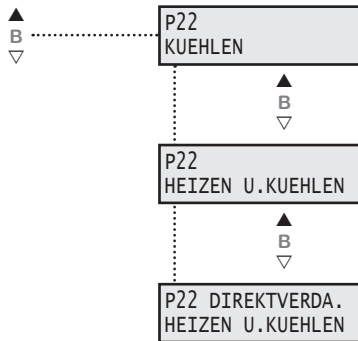 ▲
B
▽
P22
KUEHLEN
▲
B
▽
P22
HEIZEN U.KUEHLEN
▲
B
▽
P22 DIREKTVERDA.
HEIZEN U.KUEHLEN